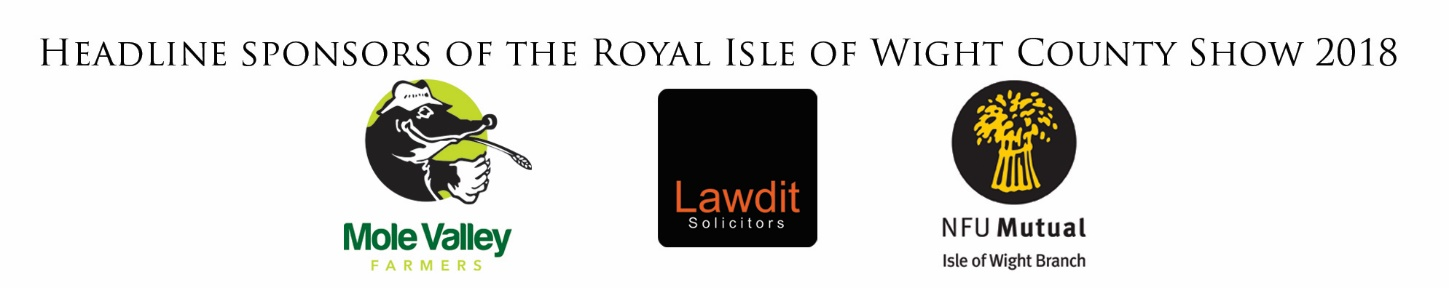 Headline sponsors of the Royal Isle of Wight County Show 2018
Mole Valley
FARMERS
Lawdit
Solicitors
NFU Mutual
Isle of Wight Branch